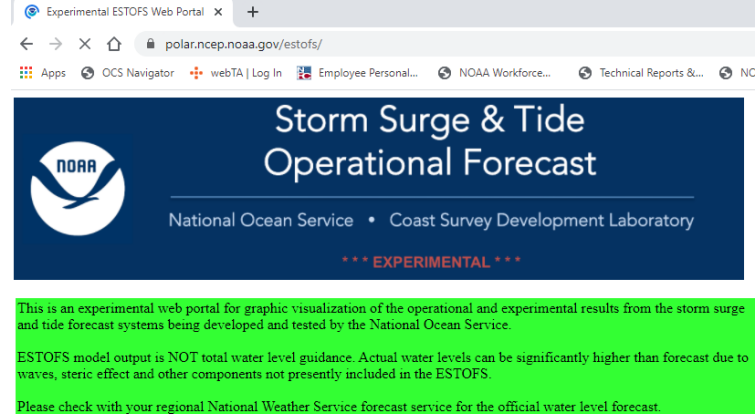 Experimental ESTOFS Web Portal
polar.ncep.noaa.gov/estofs/
Apps OCS Navigator webTA | Log In Employee Personal... NOAA Workforce... Technical Reports &... NC
Storm Surge & Tide
Operational Forecast
NOAA
National Ocean Service • Coast Survey Development Laboratory
* * * EXPERIMENTAL * * *
This is an experimental web portal for graphic visualization of the operational and experimental results from the storm surge
and tide forecast systems being developed and tested by the National Ocean Service.
ESTOFS model output is NOT total water level guidance. Actual water levels can be significantly higher than forecast due to
waves, steric effect and other components not presently included in the ESTOFS.
Please check with your regional National Weather Service forecast service for the official water level forecast.